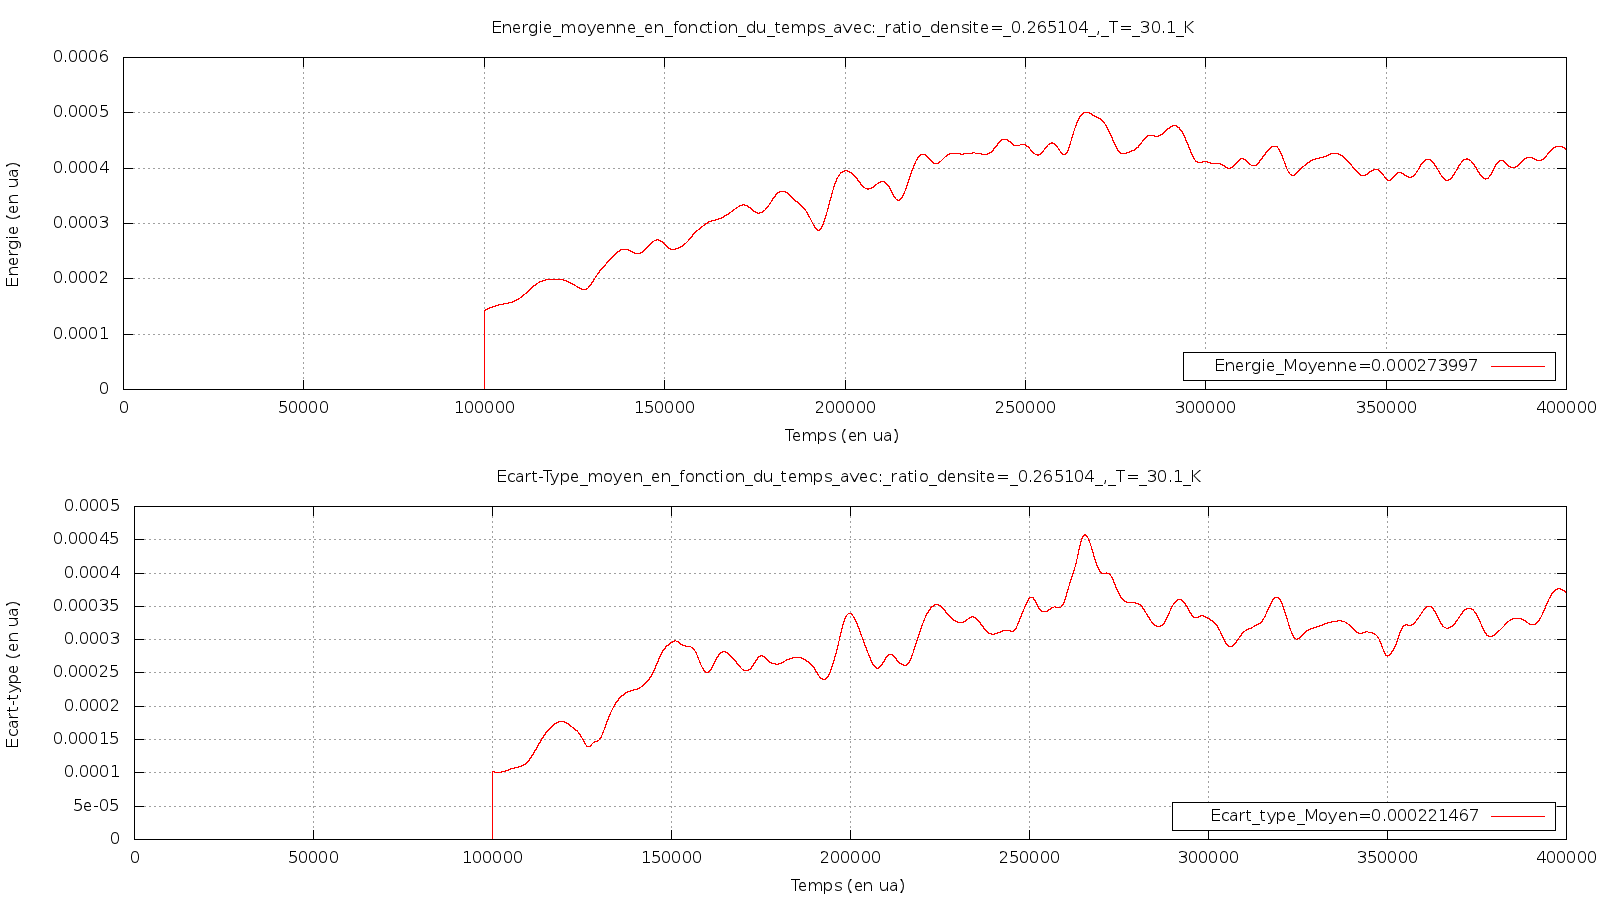 Energie_moyenne_en_fonction_du_temps_avec:_ratio_densite=_0.265104_,_T=_30.1_K
0.0006
0.0005
0.0004
0.0003
0.0002
0.0001
0
Energie (en ua)
Energie_Moyenne=0.000273997
0 50000 100000 150000 200000 250000 300000 350000 400000
Temps (en ua)
Ecart-Type_moyen_en_fonction_du_temps_avec:_ratio_densite=_0.265104_,_T=_30.1_K
0.0005
0.00045
0.0004
0.00035
0.0003
0.00025
0.0002
0.00015
0.0001
5e-05
0
Ecart-type (en ua)
Ecart_type_Moyen=0.000221467
0 50000 100000 150000 200000 250000 300000 350000 400000
Temps (en ua)